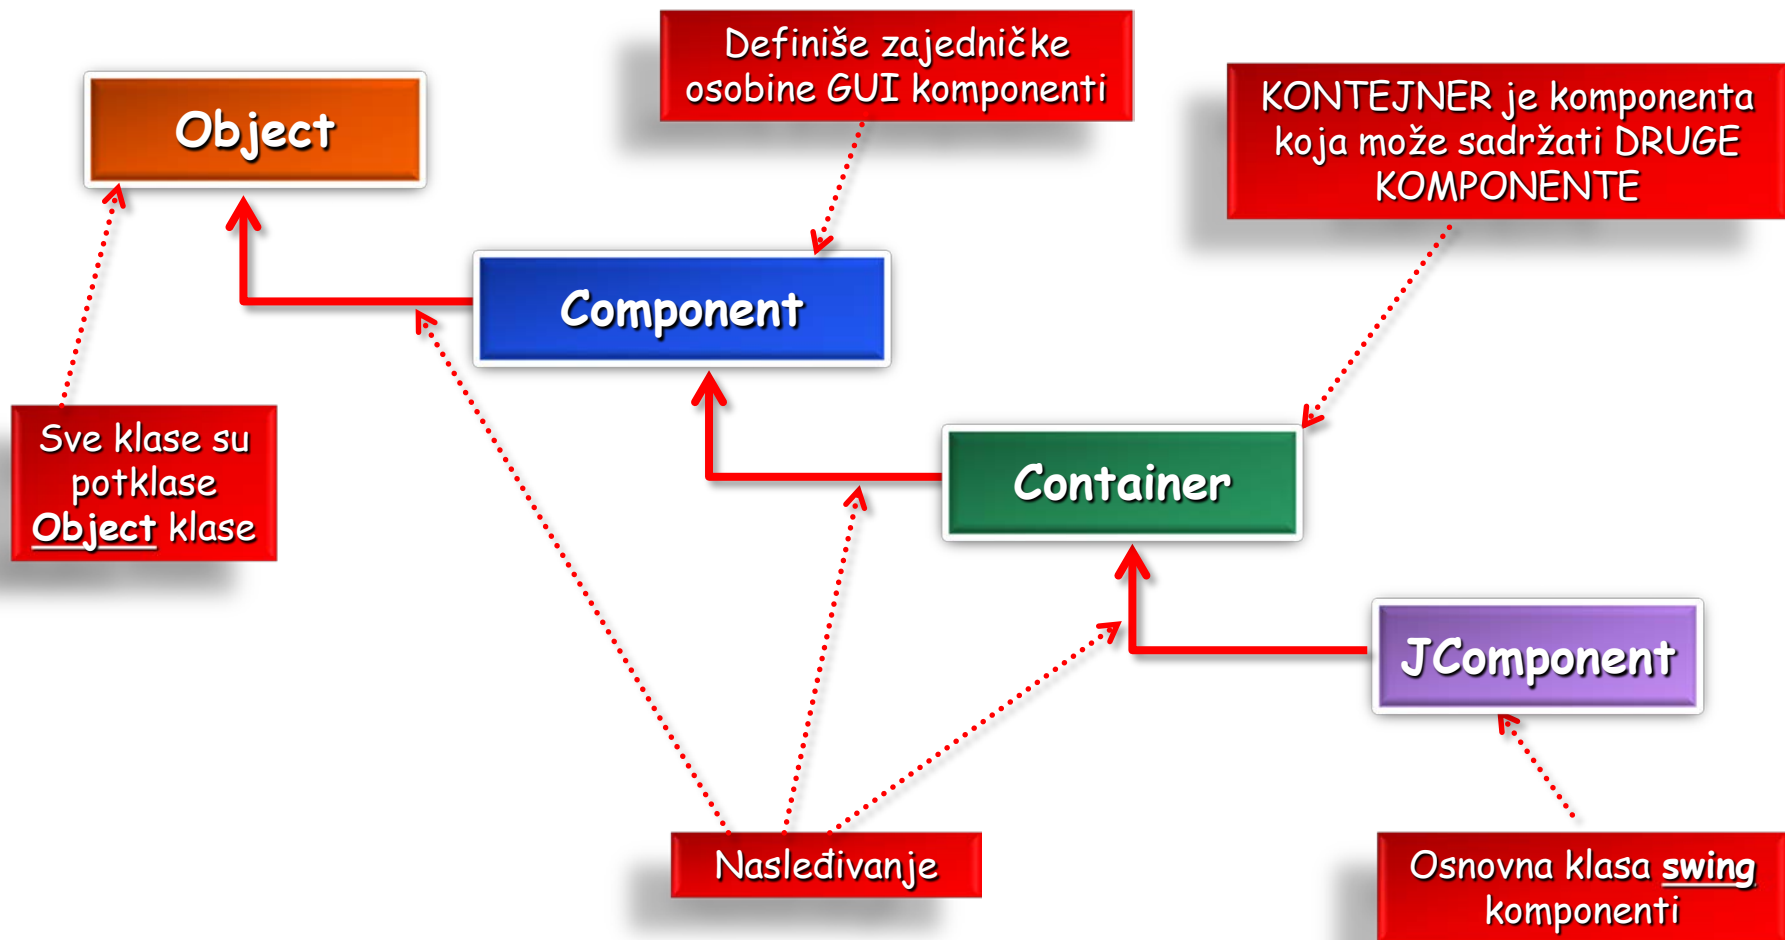 Definiše zajedničke
osobine GUI komponenti
KONTEJNER je komponenta
koja može sadržati DRUGE
KOMPONENTE
Object
Component
Sve klase su
potklase
Object klase
Container
JComponent
Nasleđivanje
Osnovna klasa swing
komponenti